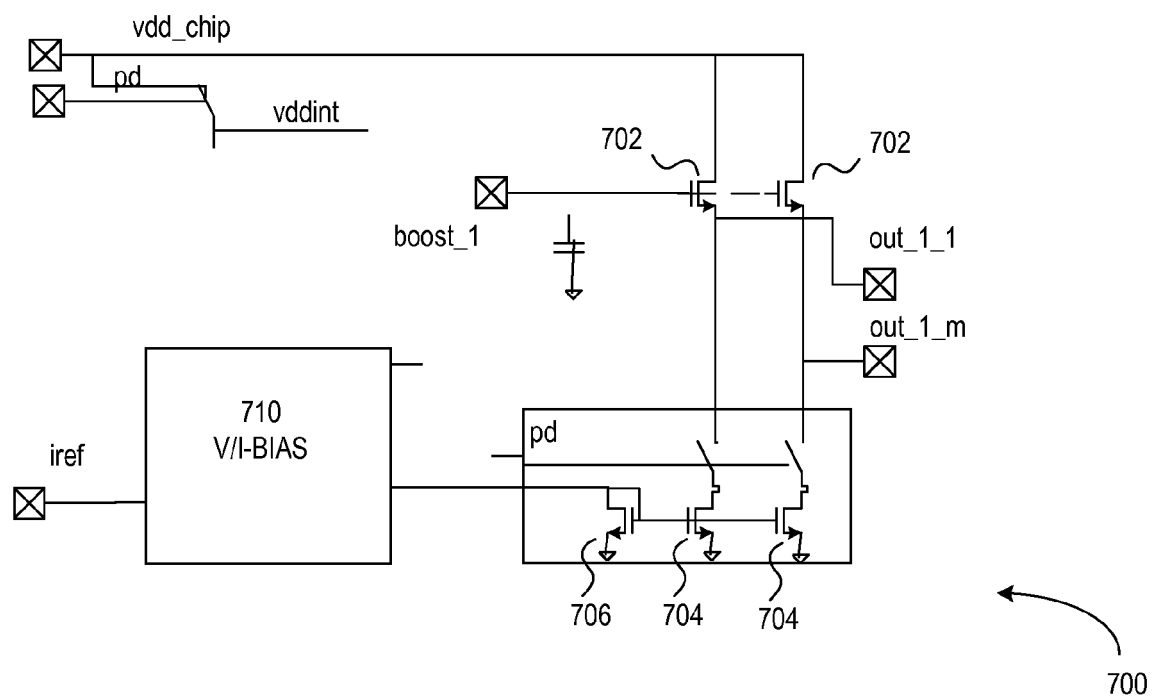 vdd_chip
pd
vddint
702
702
boost_1
out_1_1
out_1_m
710
V/I-BIAS
pd
iref
706
704
704
700